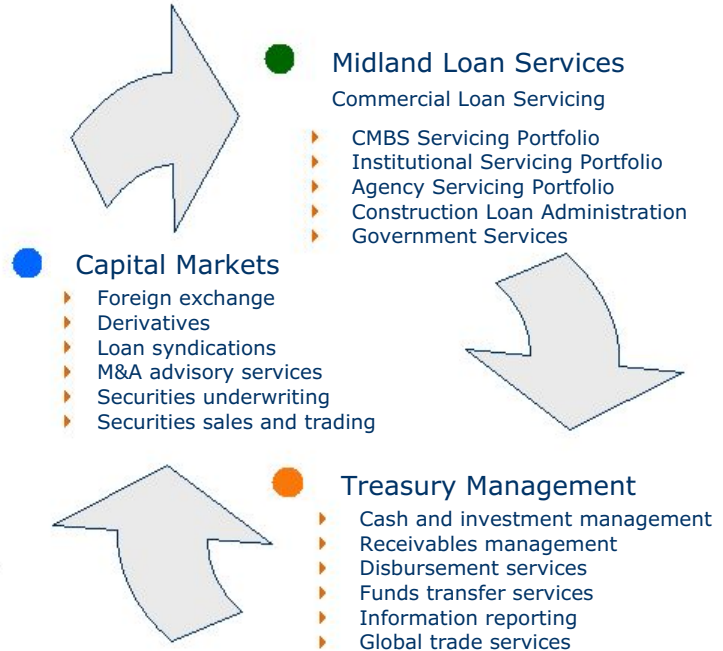 Midland Loan Services
Commercial Loan Servicing
CMBS Servicing Portfolio
Institutional Servicing Portfolio
Agency Servicing Portfolio
Construction Loan Administration
Government Services
Capital Markets
Foreign exchange
Derivatives
Loan syndications
M&A advisory services
Securities underwriting
Securities sales and trading
Treasury Management
Cash and investment management
Receivables management
Disbursement services
Funds transfer services
Information reporting
Global trade services